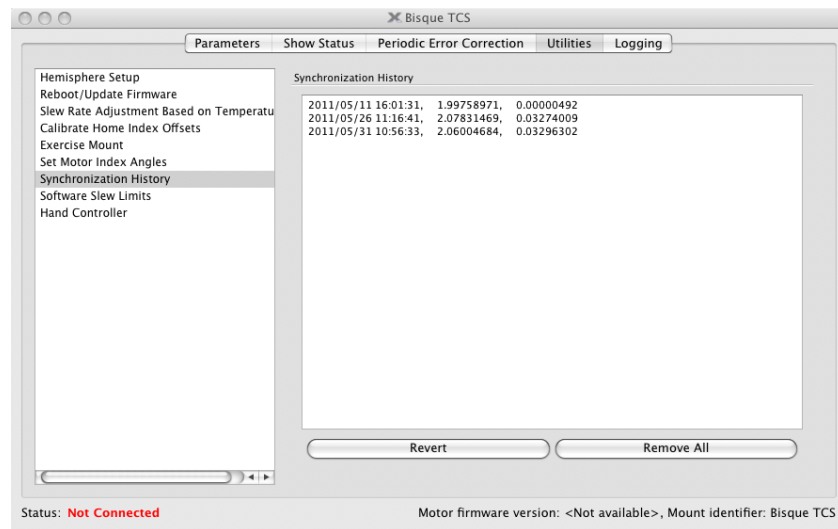 Bisque TCS
Parameters Show Status Periodic Error Correction Utilities Logging
Hemisphere Setup
Reboot/Update Firmware
Slew Rate Adjustment Based on Temperatu
Calibrate Home Index Offsets
Exercise Mount
Set Motor Index Angles
Synchronization History
Software Slew Limits
Hand Controller
Synchronization History
2011/05/11 16:01:31, 1.99758971, 0.00000492
2011/05/26 11:16:41, 2.07831469, 0.03274009
2011/05/31 10:56:33, 2.06004684, 0.03296302
Revert Remove All
Status: Not Connected Motor firmware version: <Not available>, Mount identifier: Bisque TCS